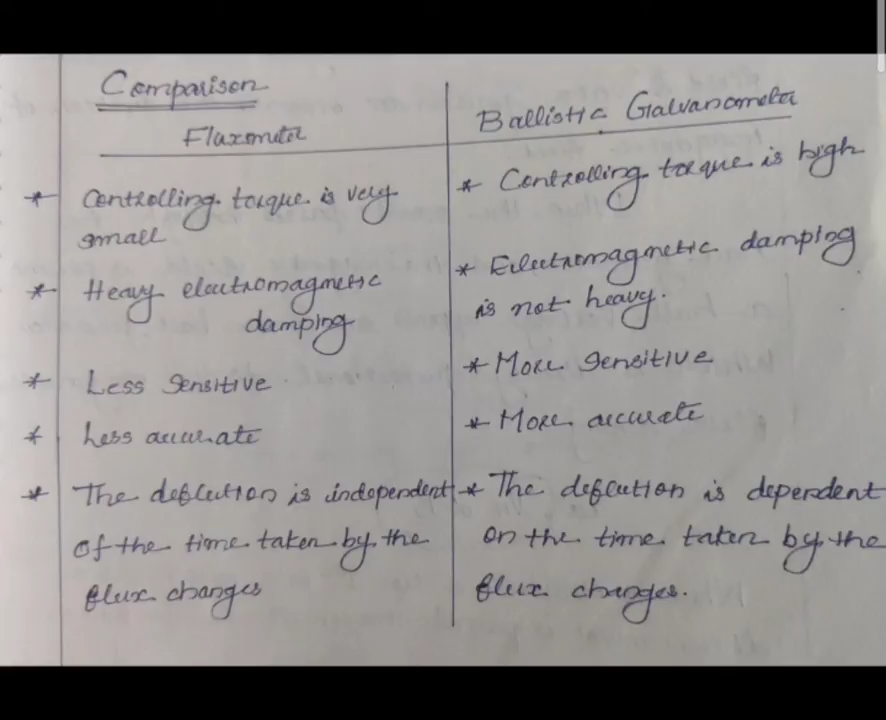 Comparison
Fluxometer
* Controlling torque is very
small
* Heavy electromagnetic
damping
* Less Sensitive
* Less accurate
* The deflection is independent
of the time taken by the
flux changes
Ballistic Galvanometer
* Controlling torque is high
* Electromagnetic damping
is not heavy.
* More Sensitive
* More accurate
* The deflection is dependent
on the time taken by the
flux changes.